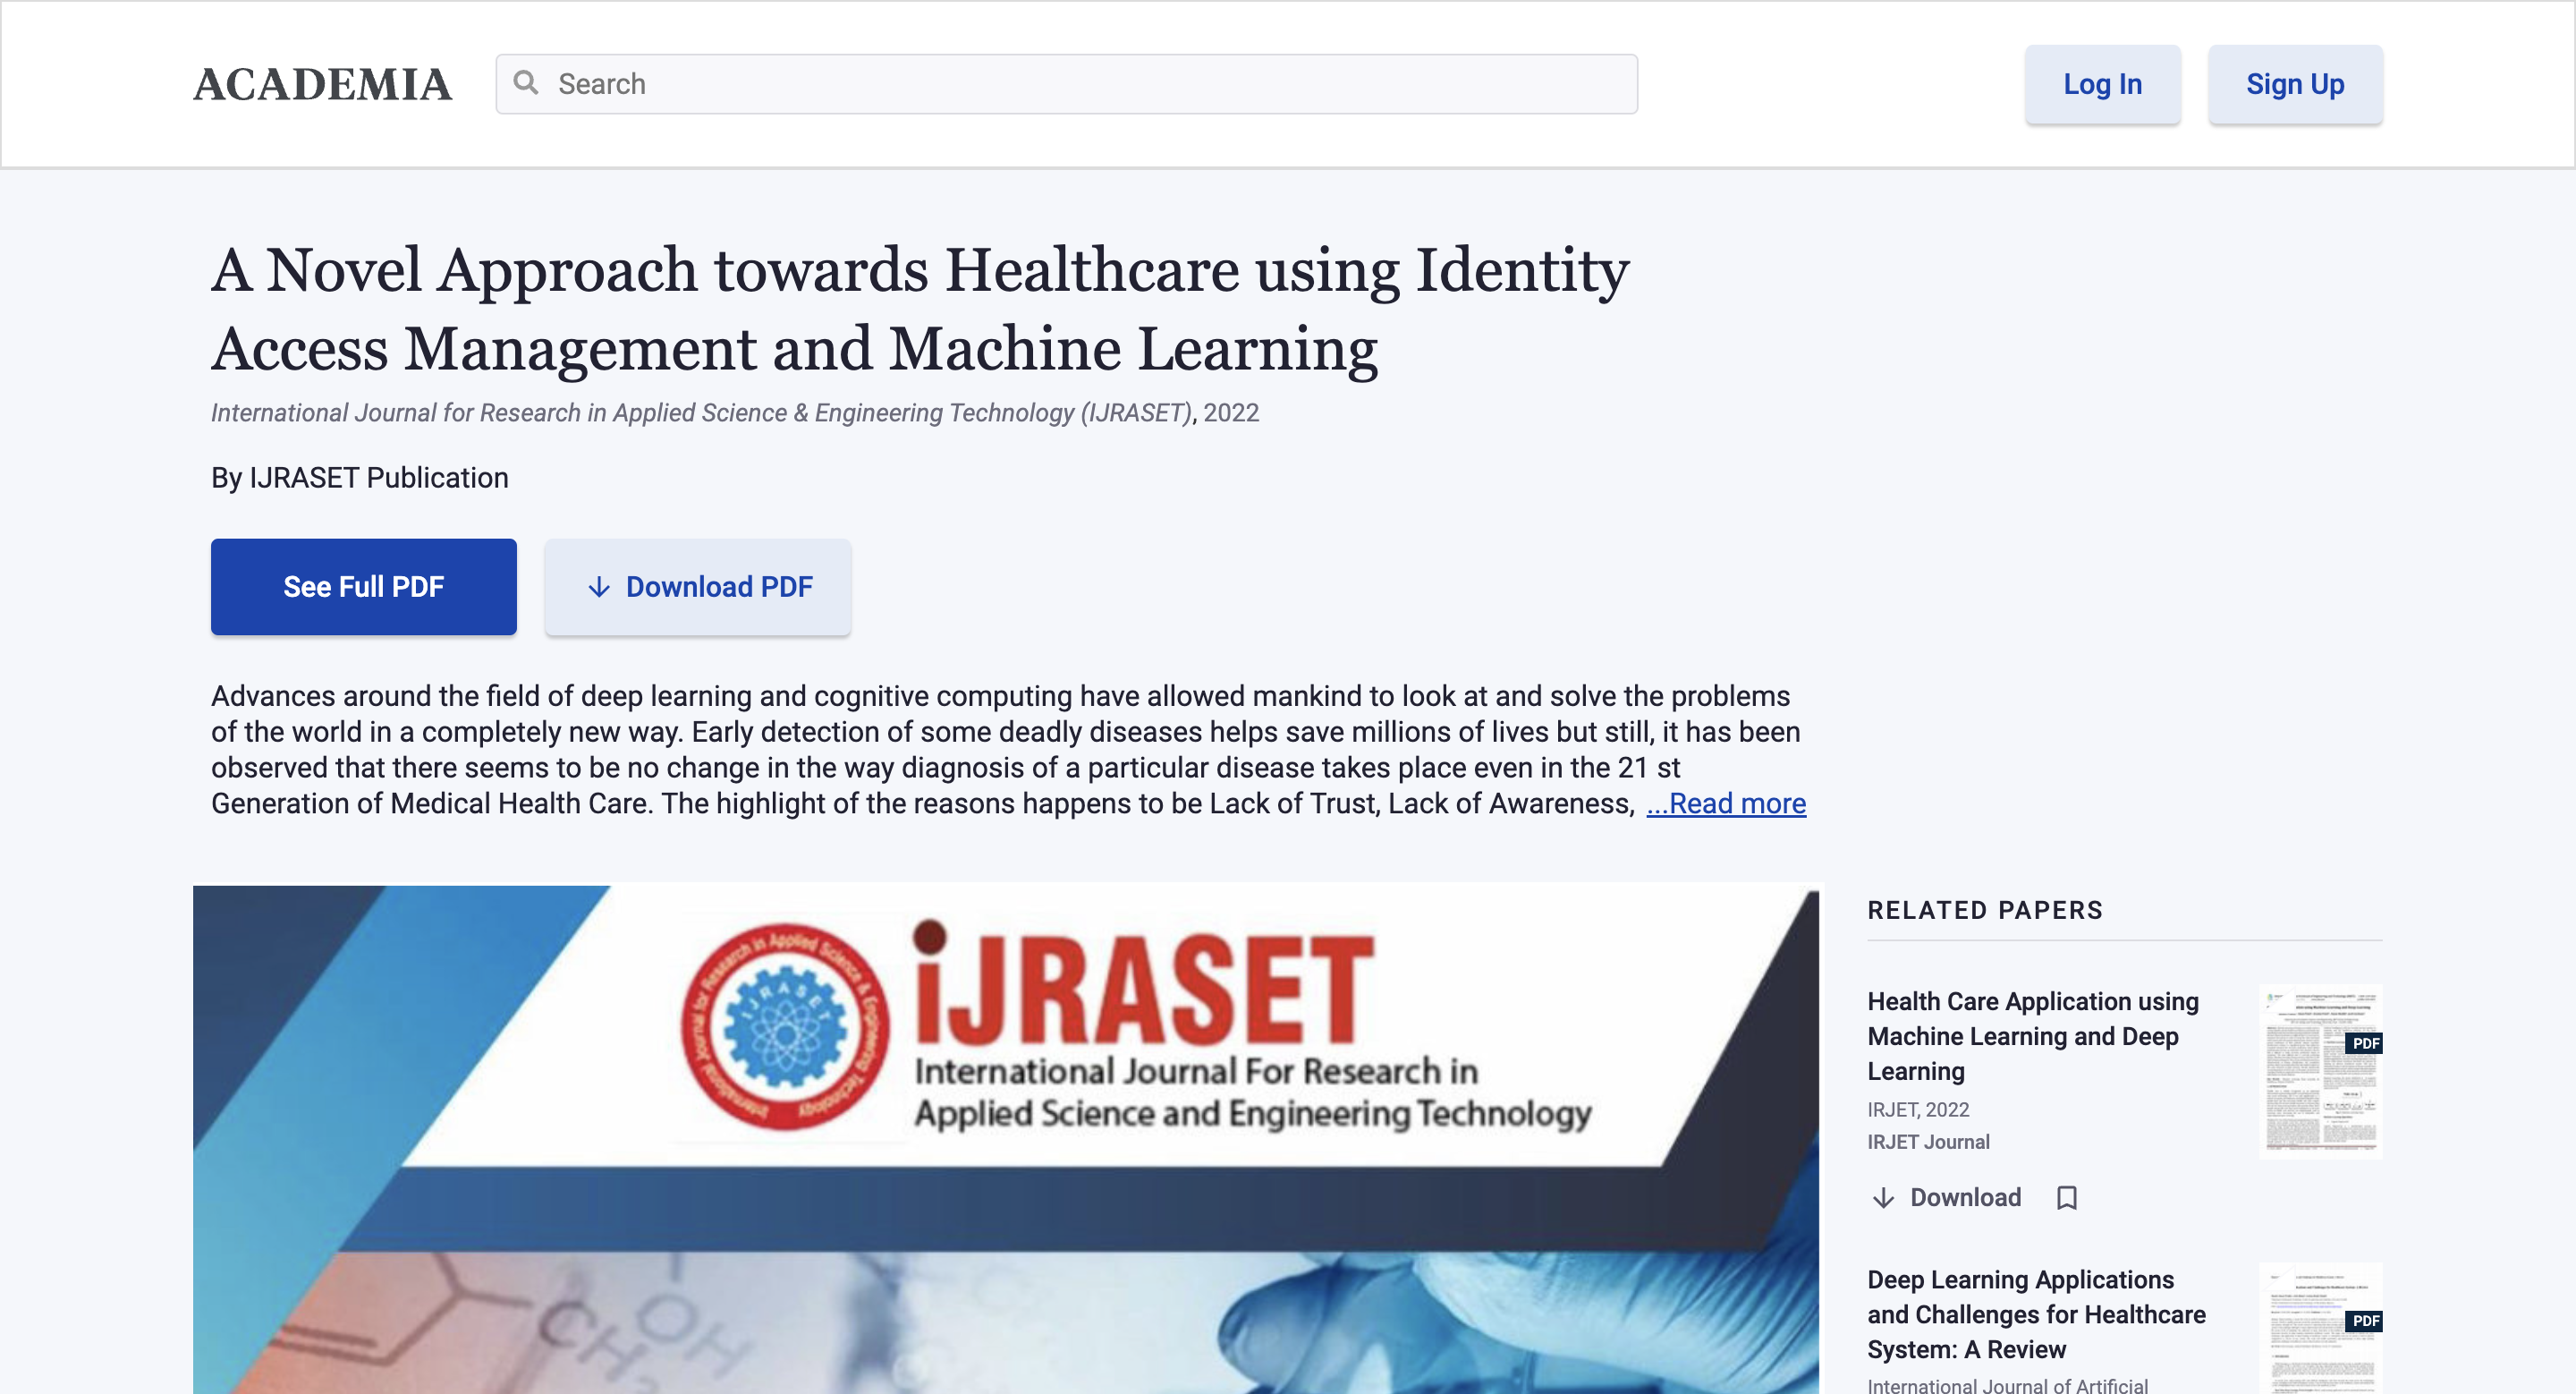 ACADEMIA
Search
Log In
Sign Up
A Novel Approach towards Healthcare using Identity
Access Management and Machine Learning
International Journal for Research in Applied Science & Engineering Technology (IJRASET), 2022
By IJRASET Publication
See Full PDF
Download PDF
Advances around the field of deep learning and cognitive computing have allowed mankind to look at and solve the problems
of the world in a completely new way. Early detection of some deadly diseases helps save millions of lives but still, it has been
observed that there seems to be no change in the way diagnosis of a particular disease takes place even in the 21 st
Generation of Medical Health Care. The highlight of the reasons happens to be Lack of Trust, Lack of Awareness, ...Read more
International Journal for Research in Applied Science & Engineering Technology
IJRASET
iJRASET
International Journal For Research in
Applied Science and Engineering Technology
OH
CH
RELATED PAPERS
Health Care Application using
Machine Learning and Deep
Learning
IRJET, 2022
IRJET Journal
PDF
Download
Deep Learning Applications
and Challenges for Healthcare
System: A Review
International Journal of Artificial
PDF